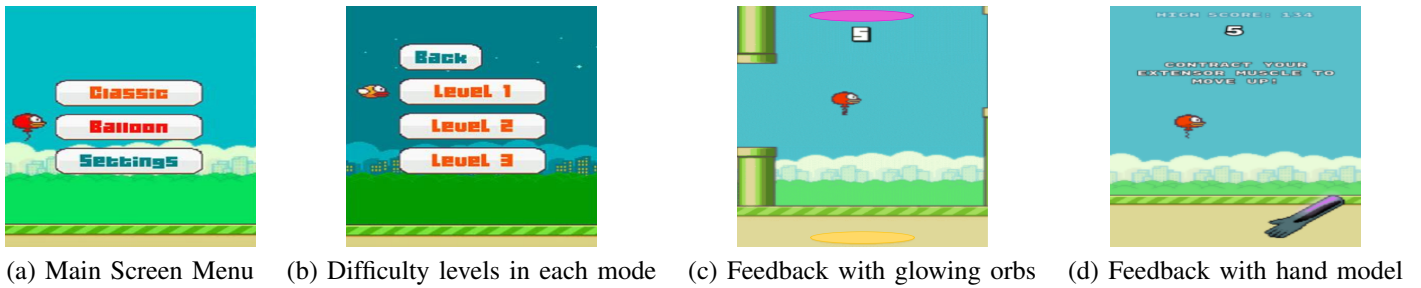 Classic
Balloon
Settings
Back
Level 1
Level 2
Level 3
5
HIGH SCORE: 134
5
CONTRACT YOUR
EXTENSOR MUSCLE TO
MOVE UP!
(a) Main Screen Menu
(b) Difficulty levels in each mode
(c) Feedback with glowing orbs
(d) Feedback with hand model